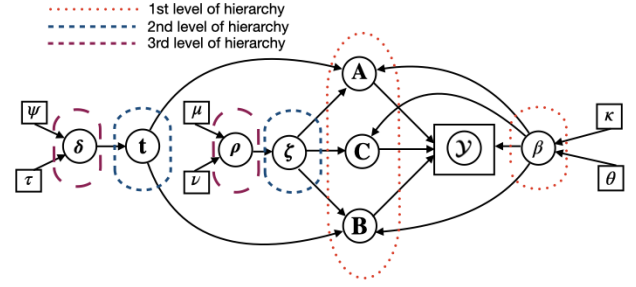 1st level of hierarchy
2nd level of hierarchy
3rd level of hierarchy
A
ψ μ κ
δ t ρ ζ C 𝒴 β
τ ν θ
B